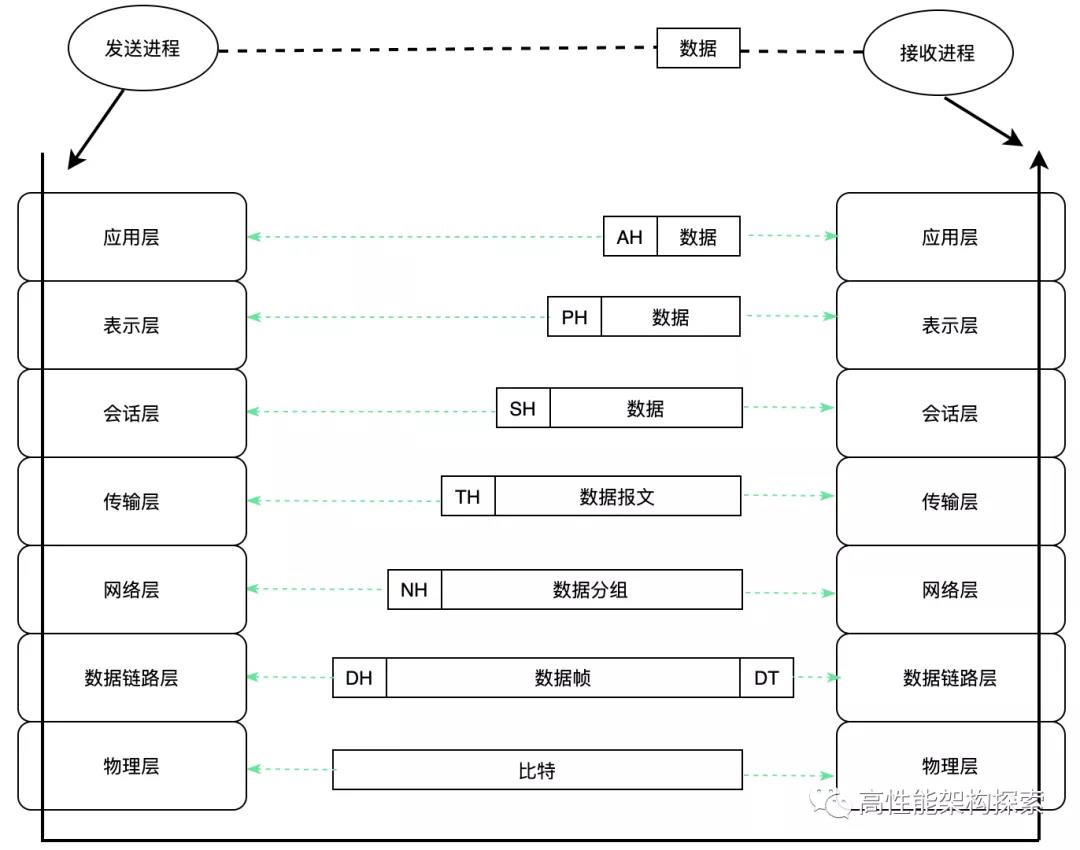 发送进程
数据
接收进程
应用层
AH
数据
应用层
表示层
PH
数据
表示层
会话层
SH
数据
会话层
传输层
TH
数据报文
传输层
网络层
NH
数据分组
网络层
数据链路层
DH
数据帧
DT
数据链路层
物理层
比特
物理层
高性能架构探索